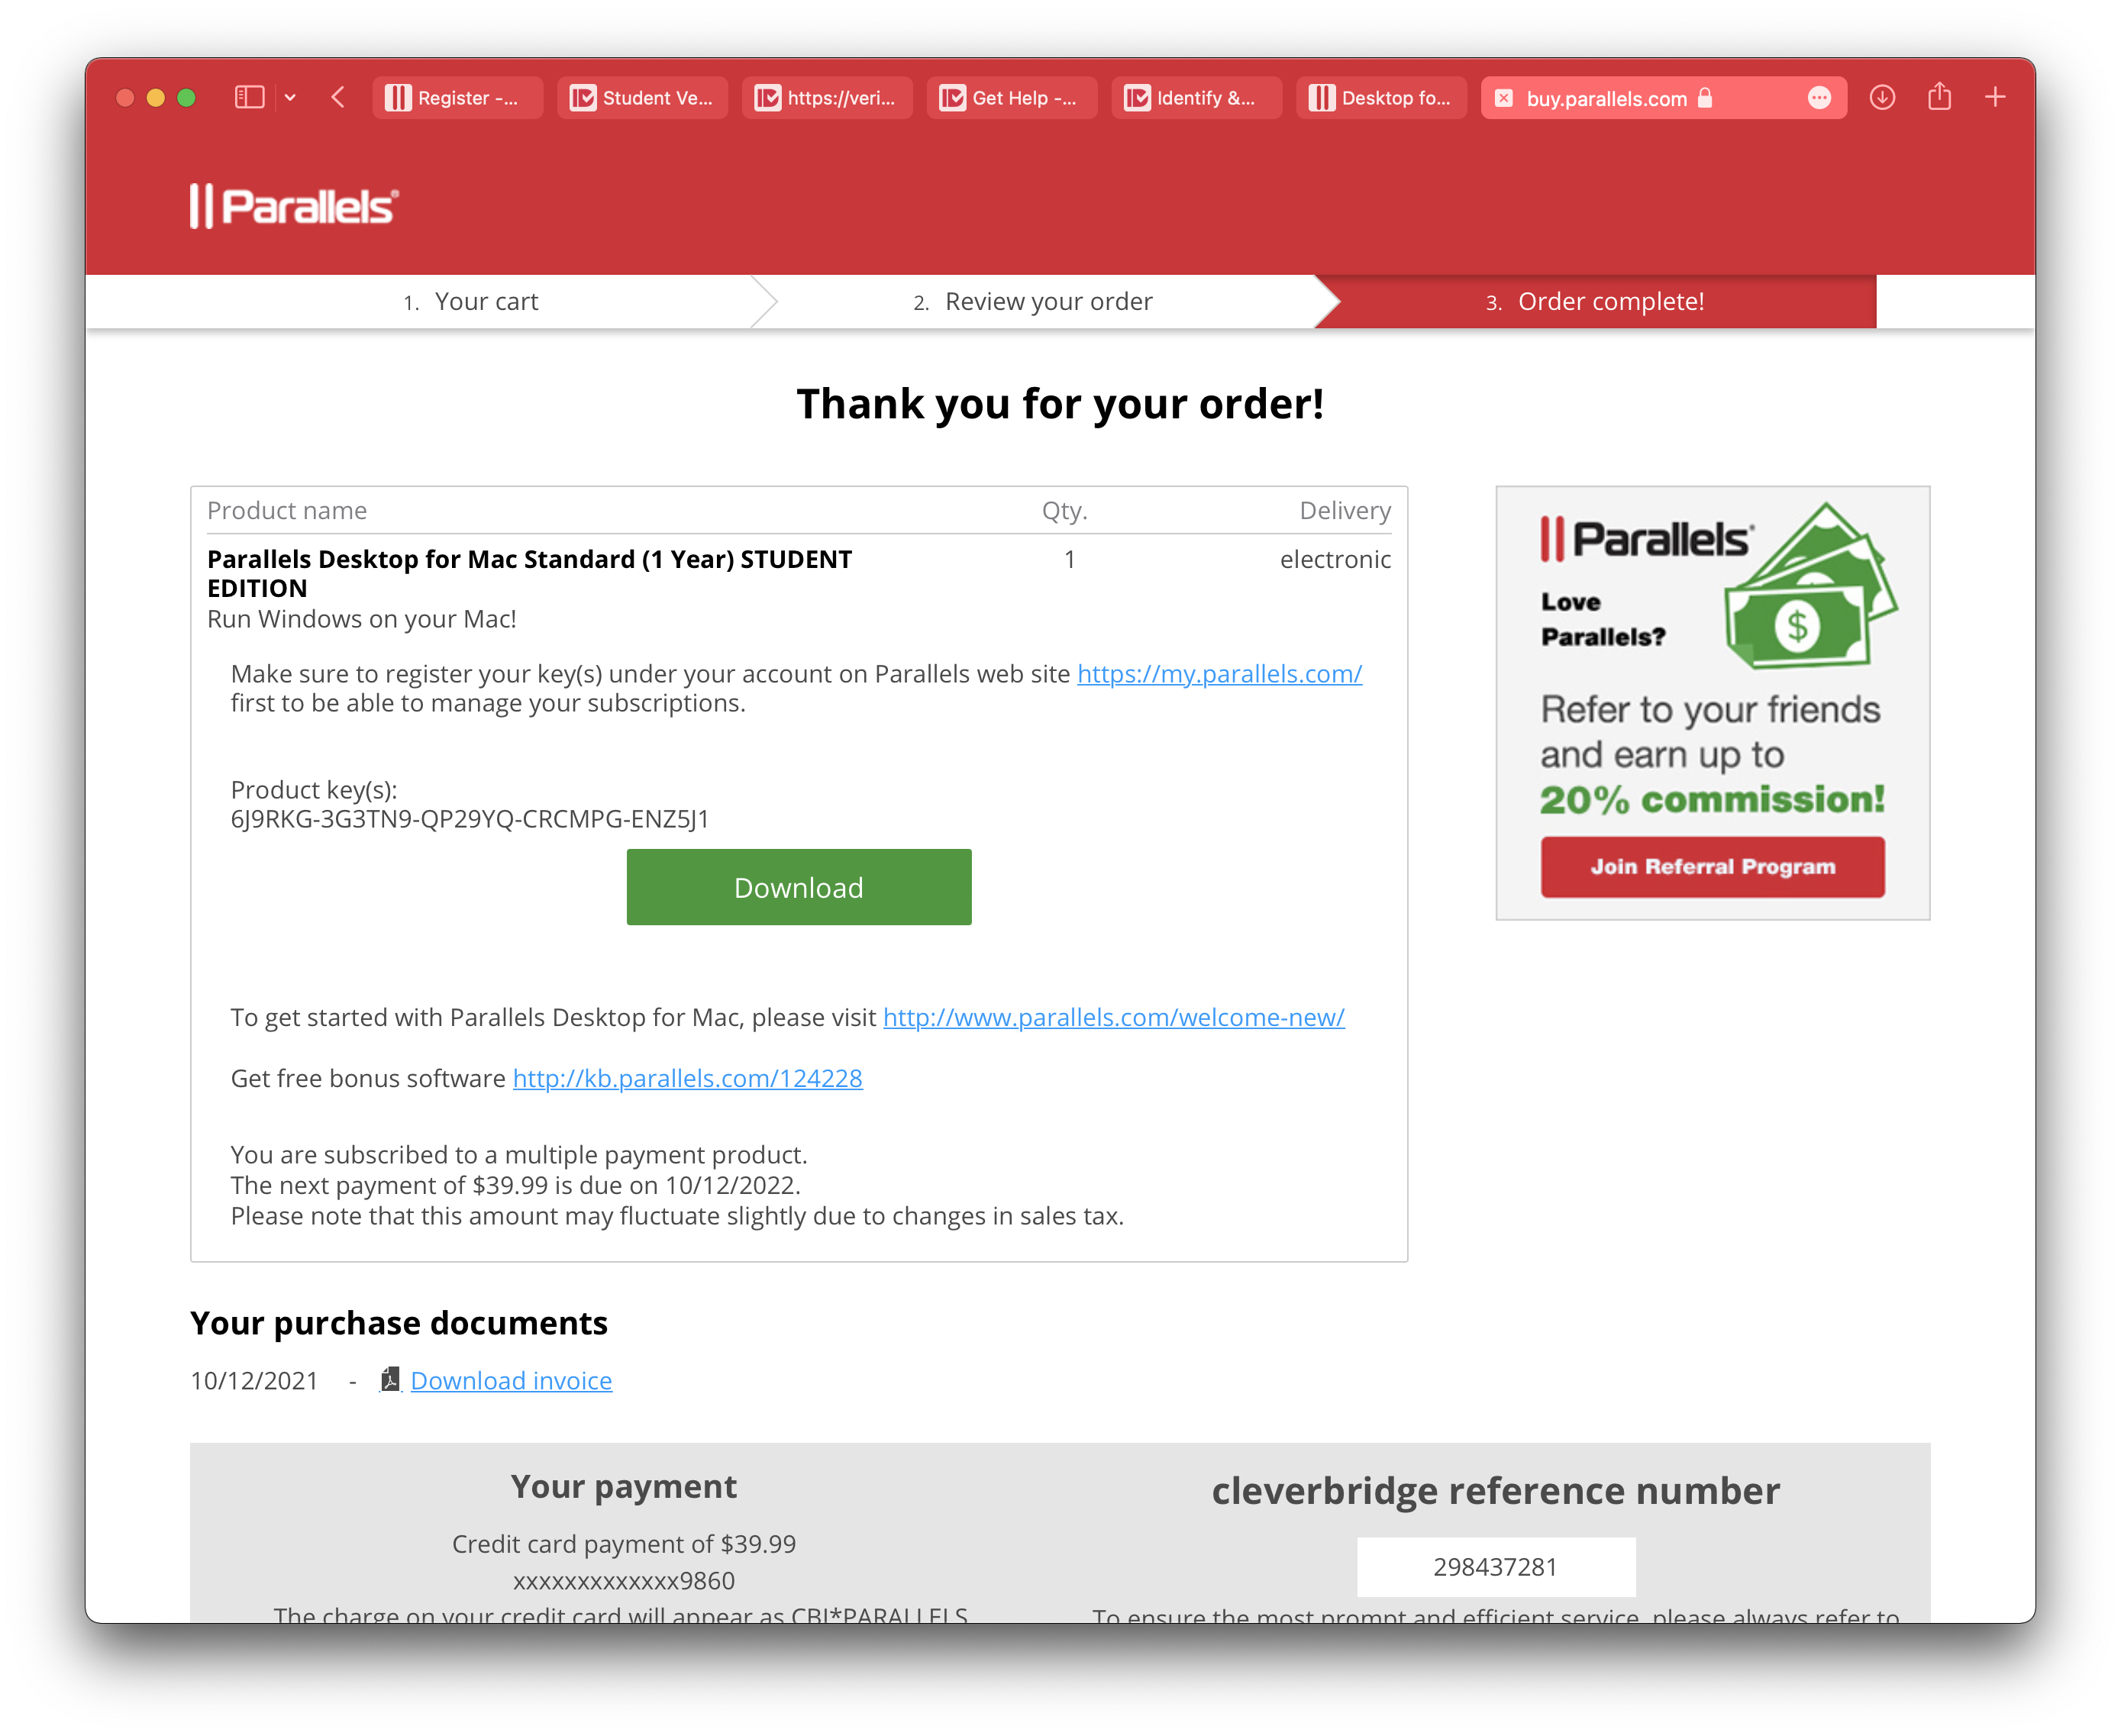 Register -...
Student Ve...
https://veri...
Get Help -...
Identify &...
Desktop fo...
buy.parallels.com
Parallels®
1. Your cart
2. Review your order
3. Order complete!
Thank you for your order!
Product name Qty. Delivery
Parallels Desktop for Mac Standard (1 Year) STUDENT 1 electronic
EDITION
Run Windows on your Mac!
Make sure to register your key(s) under your account on Parallels web site https://my.parallels.com/
first to be able to manage your subscriptions.
Product key(s):
6J9RKG-3G3TN9-QP29YQ-CRCMPG-ENZ5J1
Download
To get started with Parallels Desktop for Mac, please visit http://www.parallels.com/welcome-new/
Get free bonus software http://kb.parallels.com/124228
You are subscribed to a multiple payment product.
The next payment of $39.99 is due on 10/12/2022.
Please note that this amount may fluctuate slightly due to changes in sales tax.
Parallels®
Love
Parallels?
$
Refer to your friends
and earn up to
20% commission!
Join Referral Program
Your purchase documents
10/12/2021 - Download invoice
Your payment
Credit card payment of $39.99
xxxxxxxxxxxxx9860
The charge on your credit card will appear as CBI*PARALLELS
cleverbridge reference number
298437281
To ensure the most prompt and efficient service, please always refer to